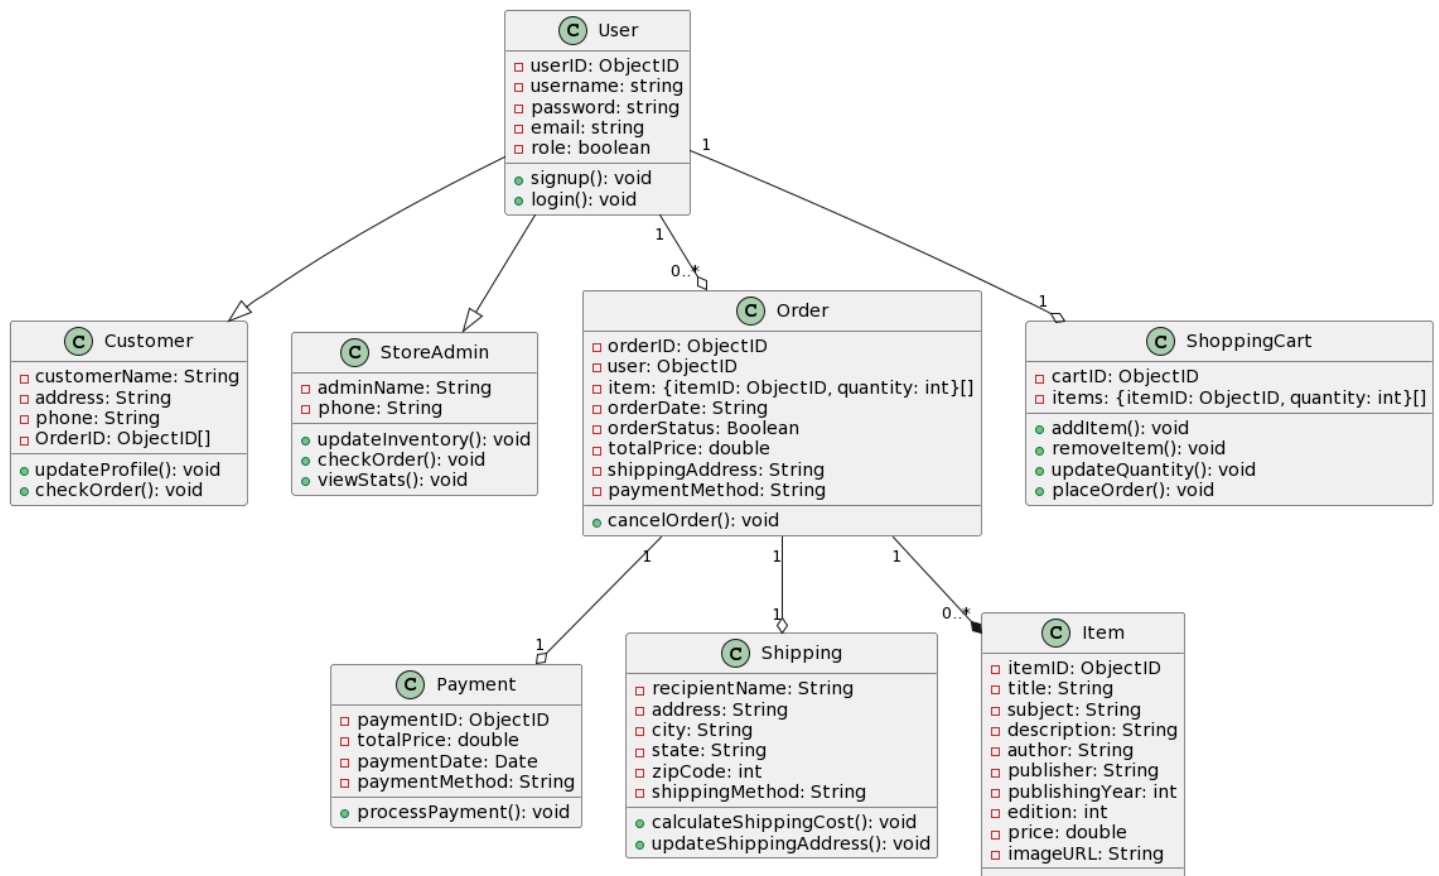 C User
userID: ObjectID
username: string
password: string
email: string
role: boolean
signup(): void
login(): void
1
1
0..*
1
1
C Customer
customerName: String
address: String
phone: String
OrderID: ObjectID[]
updateProfile(): void
checkOrder(): void
C StoreAdmin
adminName: String
phone: String
updateInventory(): void
checkOrder(): void
viewStats(): void
C Order
orderID: ObjectID
user: ObjectID
item: {itemID: ObjectID, quantity: int}[]
orderDate: String
orderStatus: Boolean
totalPrice: double
shippingAddress: String
paymentMethod: String
cancelOrder(): void
C ShoppingCart
cartID: ObjectID
items: {itemID: ObjectID, quantity: int}[]
addItem(): void
removeItem(): void
updateQuantity(): void
placeOrder(): void
1
1
1
1
1
0..*
C Payment
paymentID: ObjectID
totalPrice: double
paymentDate: Date
paymentMethod: String
processPayment(): void
C Shipping
recipientName: String
address: String
city: String
state: String
zipCode: int
shippingMethod: String
calculateShippingCost(): void
updateShippingAddress(): void
C Item
itemID: ObjectID
title: String
subject: String
description: String
author: String
publisher: String
publishingYear: int
edition: int
price: double
imageURL: String